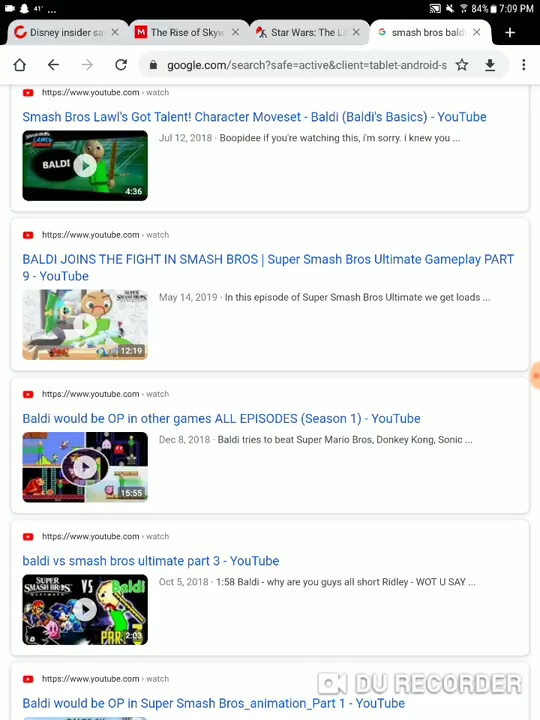 41° ... 84% 7:09 PM
Disney insider sa × The Rise of Skyw × Star Wars: The La × smash bros bald × +
google.com/search?safe=active&client=tablet-android-s
https://www.youtube.com › watch
Smash Bros Lawl's Got Talent! Character Moveset - Baldi (Baldi's Basics) - YouTube
BALDI
4:36
Jul 12, 2018 · Boopidee if you're watching this, i'm sorry. i knew you ...
https://www.youtube.com › watch
BALDI JOINS THE FIGHT IN SMASH BROS | Super Smash Bros Ultimate Gameplay PART
9 - YouTube
SMASH BROS
12:19
May 14, 2019 · In this episode of Super Smash Bros Ultimate we get loads ...
https://www.youtube.com › watch
Baldi would be OP in other games ALL EPISODES (Season 1) - YouTube
15:55
Dec 8, 2018 · Baldi tries to beat Super Mario Bros, Donkey Kong, Sonic ...
https://www.youtube.com › watch
baldi vs smash bros ultimate part 3 - YouTube
SUPER
SMASH BROS
ULTIMATE
VS Baldi
PART 3
2:03
Oct 5, 2018 · 1:58 Baldi - why are you guys all short Ridley - WOT U SAY ...
https://www.youtube.com › watch
DU RECORDER
Baldi would be OP in Super Smash Bros_animation_Part 1 - YouTube